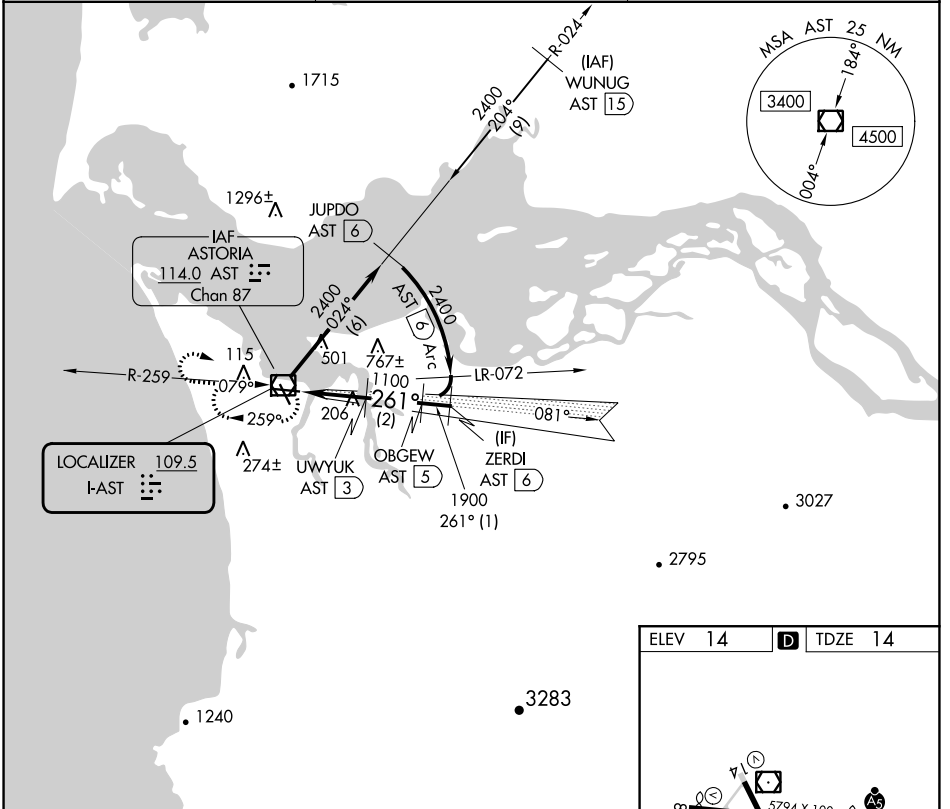 MSA AST 25 NM
184°
3400
4500
004°
R-024
(IAF)
WUNUG
AST 15
2400
204°
(9)
1715
1296±
JUPDO
AST 6
IAF
ASTORIA
114.0 AST
Chan 87
2400
024°
(6)
2400
AST 6 Arc
501
767±
115
R-259
079°
1100
LR-072
261°
(2)
206
259°
081°
LOCALIZER 109.5
I-AST
274±
UWYUK
AST 3
OBGEW
AST 5
(IF)
ZERDI
AST 6
1900
261° (1)
3027
2795
ELEV 14 D TDZE 14
3283
1240
14
V
V
5794 X 100
A5
8